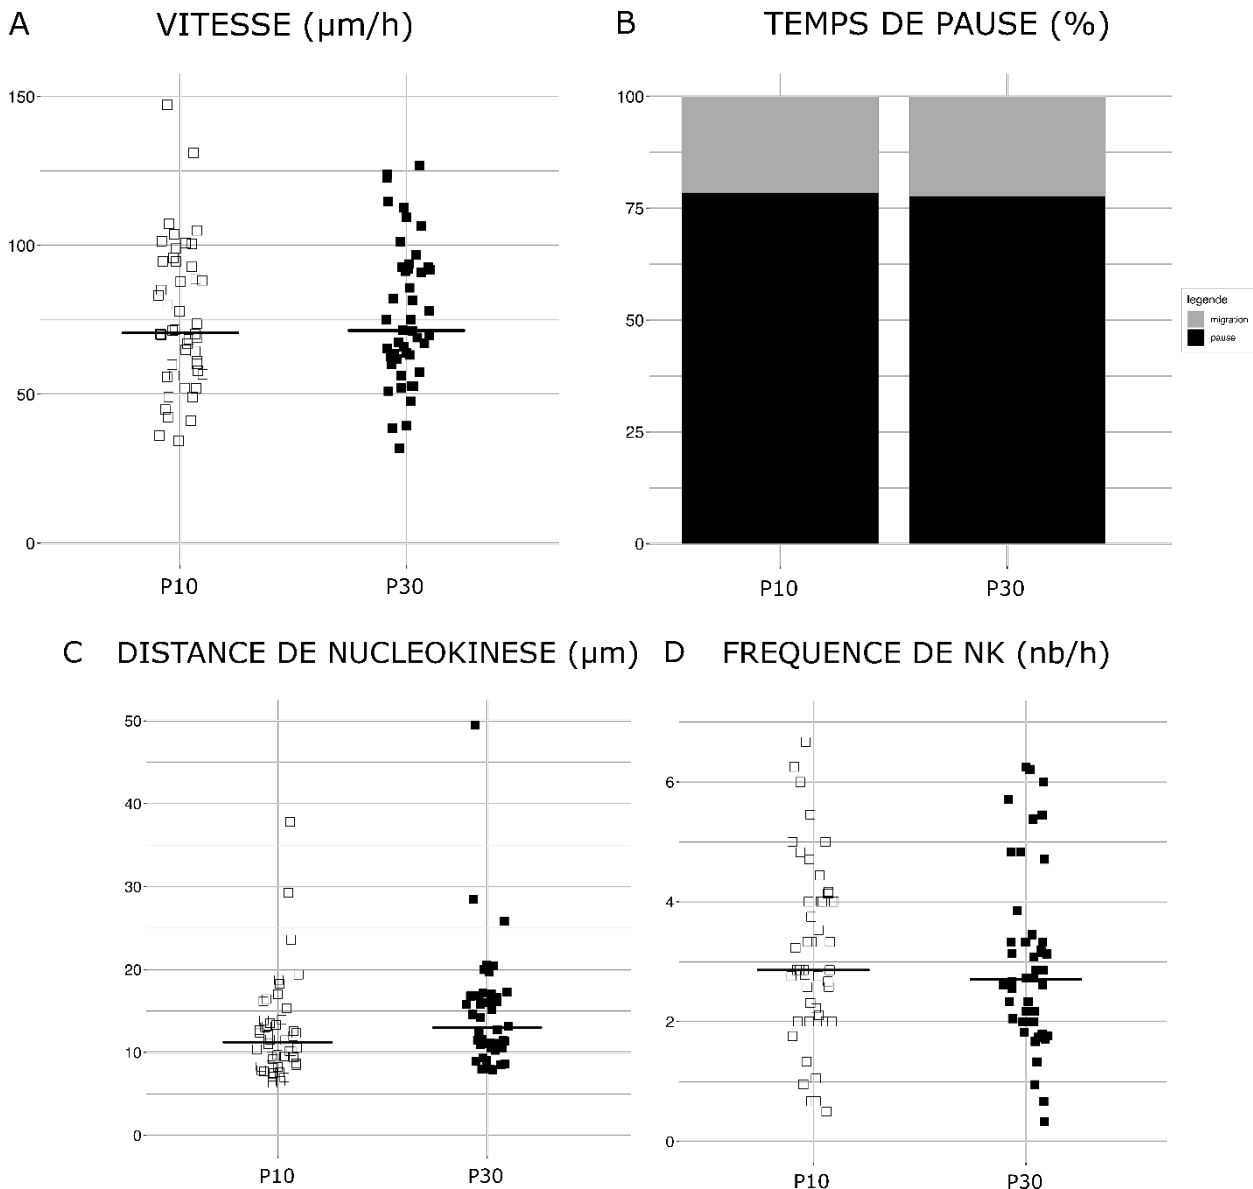 A VITESSE (µm/h)
150
100
50
0
P10 P30
B TEMPS DE PAUSE (%)
100
75
50
25
0
P10 P30
legende
migration
pause
C DISTANCE DE NUCLEOKINESE (µm)
50
40
30
20
10
0
P10 P30
D FREQUENCE DE NK (nb/h)
6
4
2
0
P10 P30